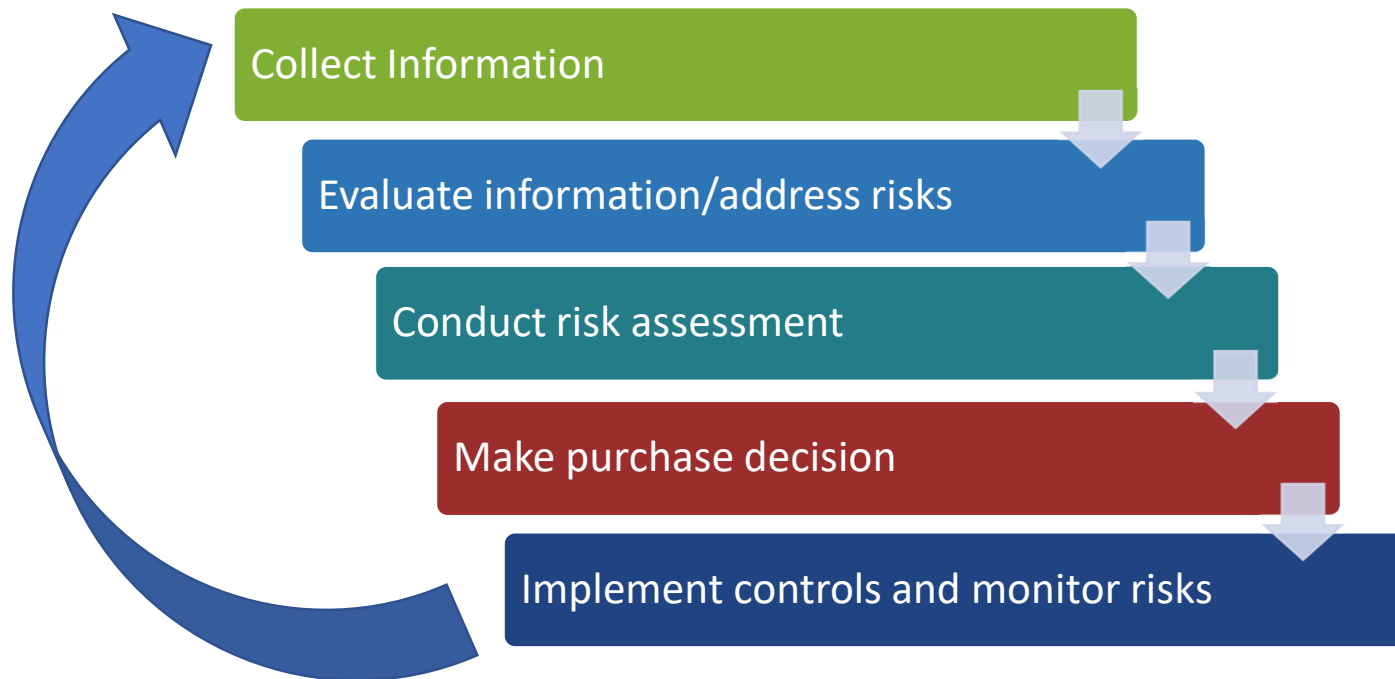 Collect Information
Evaluate information/address risks
Conduct risk assessment
Make purchase decision
Implement controls and monitor risks